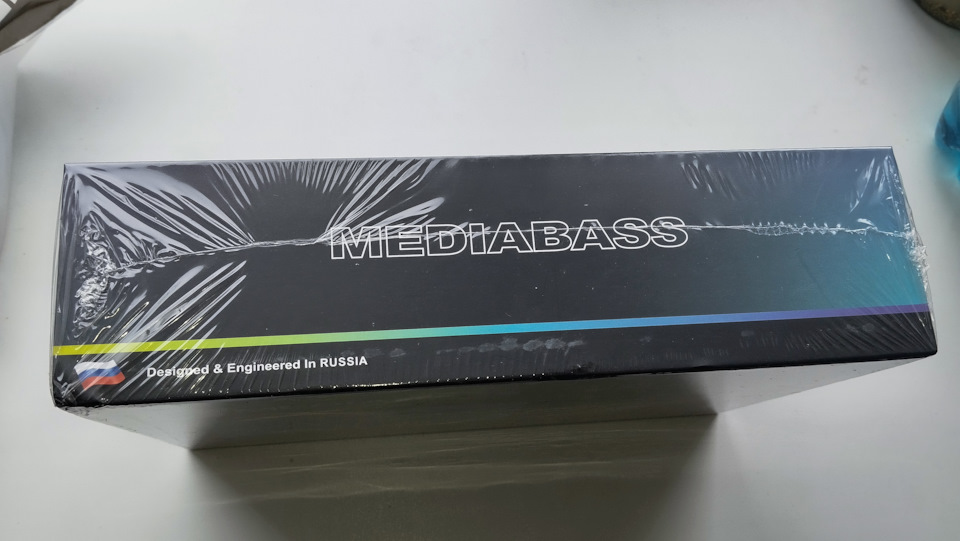 MEDIABASS
Designed & Engineered In RUSSIA